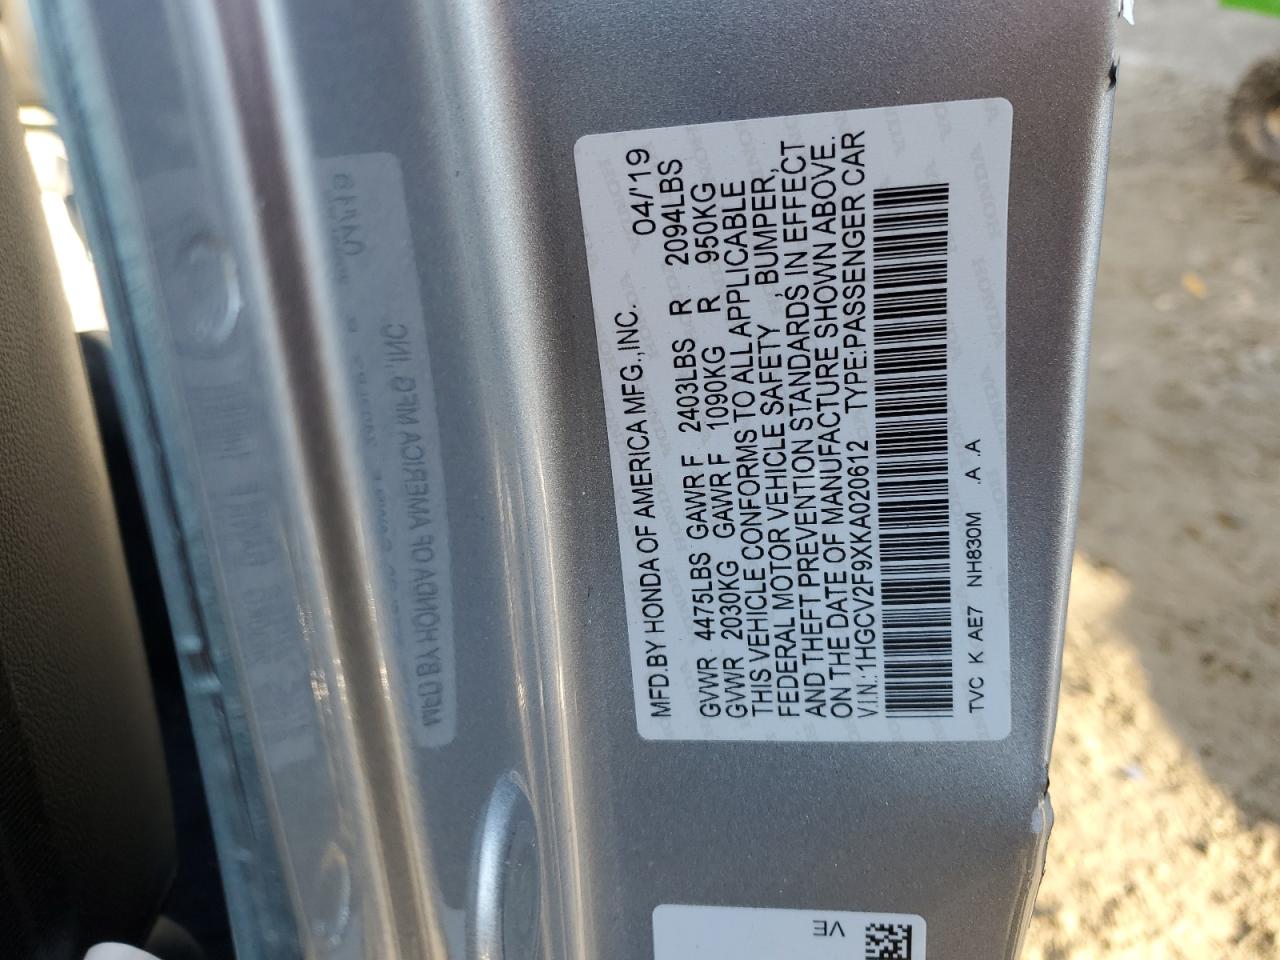 MFD.BY HONDA OF AMERICA MFG.,INC. 04/'19
GVWR 4475LBS GAWR F 2403LBS R 2094LBS
GVWR 2030KG GAWR F 1090KG R 950KG
THIS VEHICLE CONFORMS TO ALL APPLICABLE
FEDERAL MOTOR VEHICLE SAFETY , BUMPER,
AND THEFT PREVENTION STANDARDS IN EFFECT
ON THE DATE OF MANUFACTURE SHOWN ABOVE.
V.I.N.:1HGCV2F9XKA020612 TYPE:PASSENGER CAR
TVC K AE7 NH830M .A .A
VE